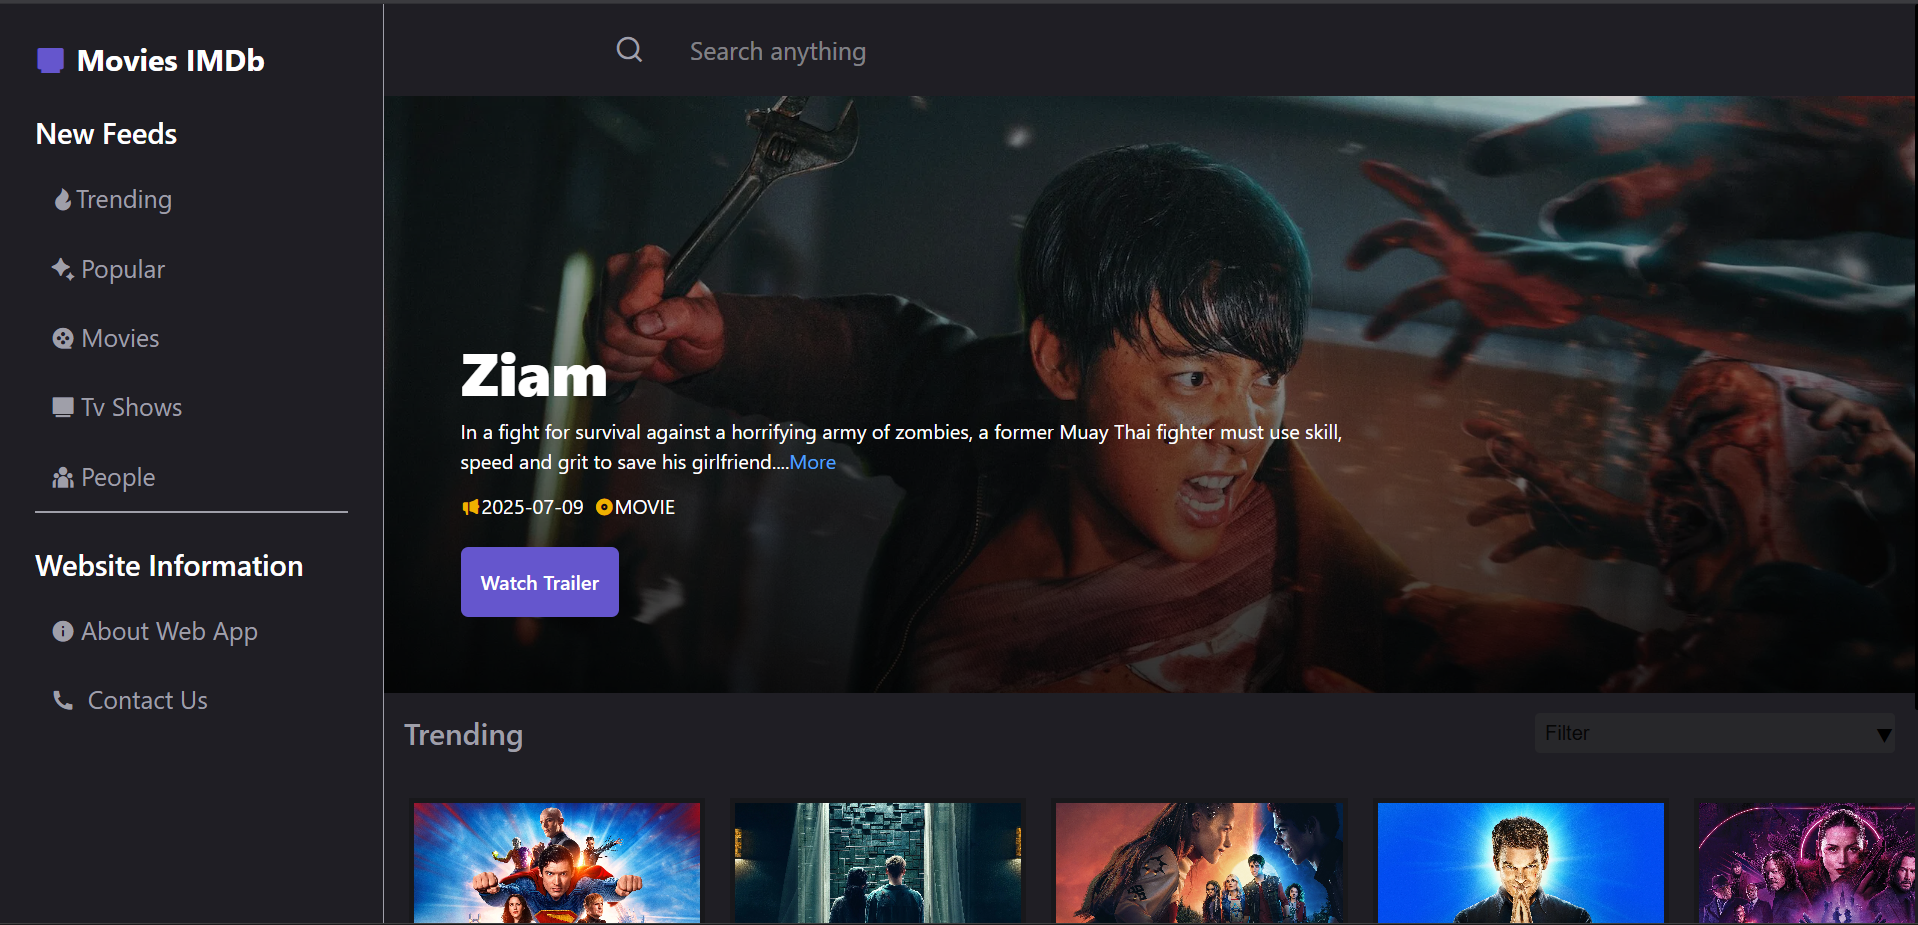 Movies IMDb
New Feeds
Trending
Popular
Movies
Tv Shows
People
Website Information
About Web App
Contact Us
Search anything
Ziam
In a fight for survival against a horrifying army of zombies, a former Muay Thai fighter must use skill,
speed and grit to save his girlfriend....More
2025-07-09 MOVIE
Watch Trailer
Trending
Filter